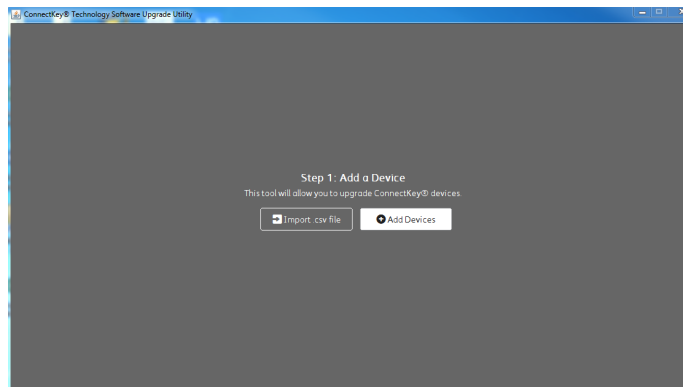 ConnectKey® Technology Software Upgrade Utility
Step 1: Add a Device
This tool will allow you to upgrade ConnectKey® devices
Import .csv file
Add Devices